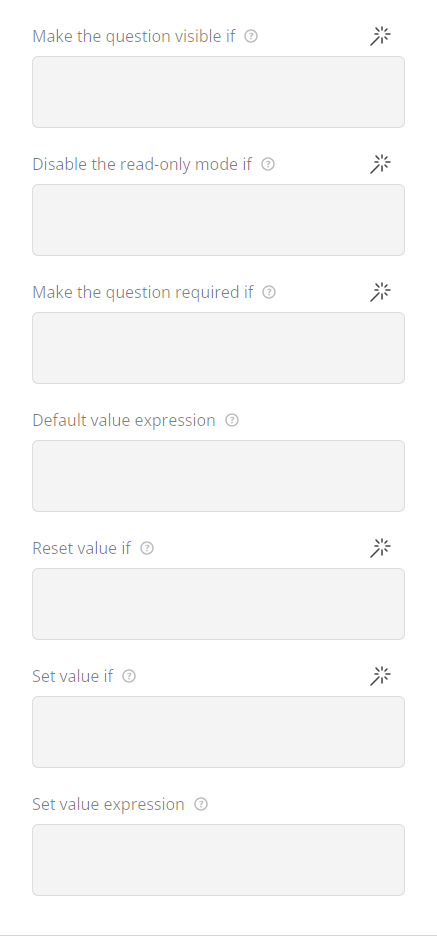 Make the question visible if ?
Disable the read-only mode if ?
Make the question required if ?
Default value expression ?
Reset value if ?
Set value if ?
Set value expression ?